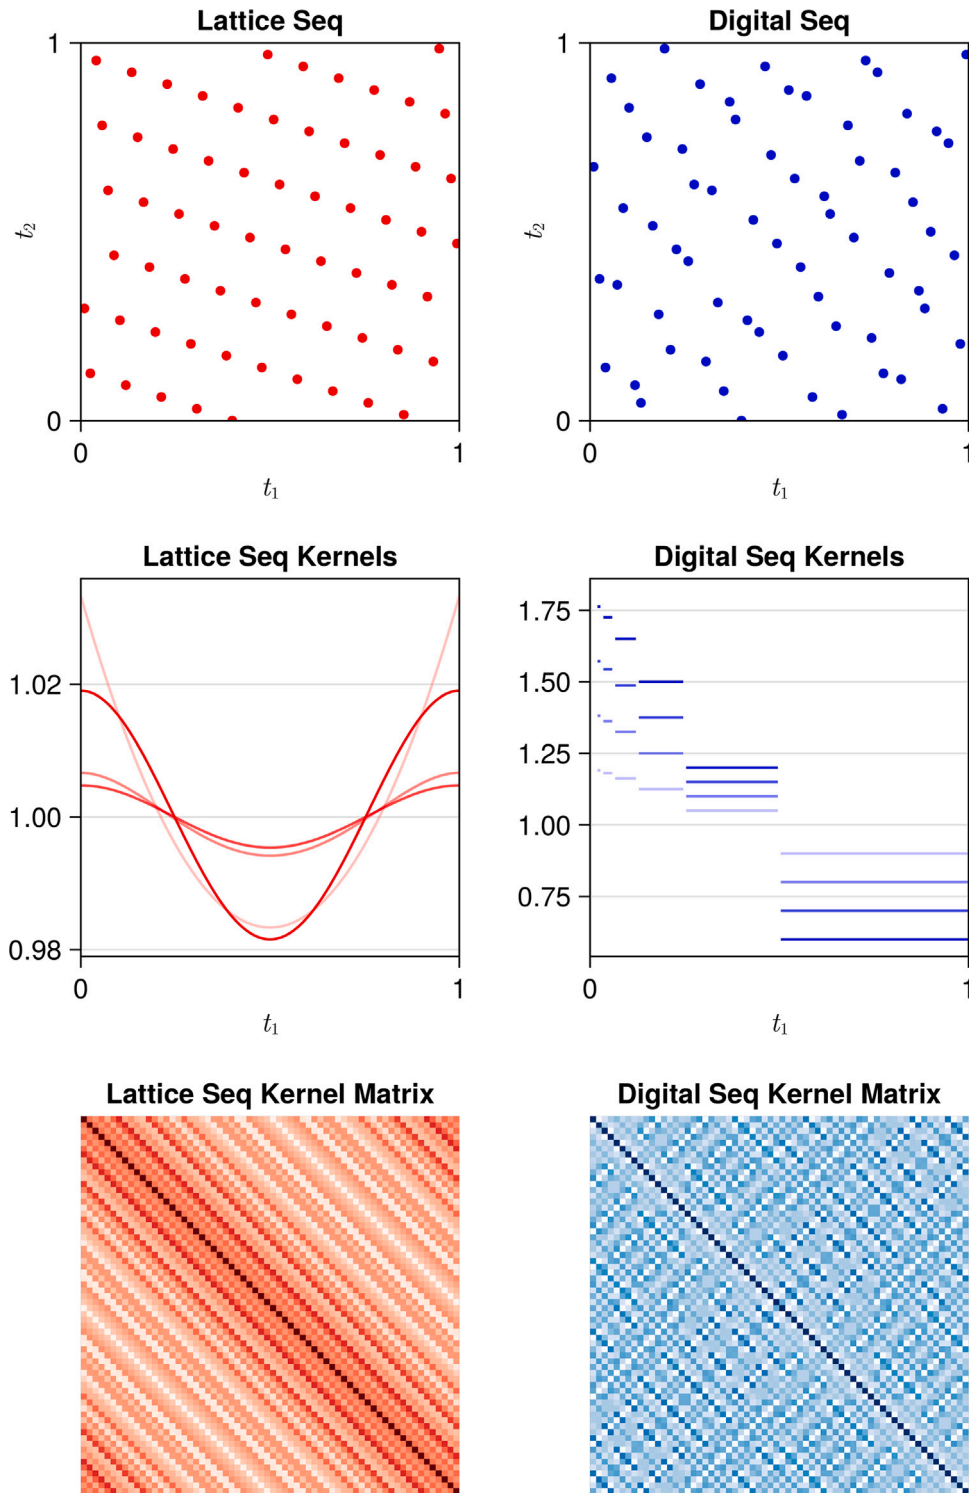 Lattice Seq
Digital Seq
1
t₂
0
0
1
t₁
1
t₂
0
0
1
t₁
Lattice Seq Kernels
Digital Seq Kernels
1.02
1.00
0.98
0
1
t₁
1.75
1.50
1.25
1.00
0.75
0
1
t₁
Lattice Seq Kernel Matrix
Digital Seq Kernel Matrix